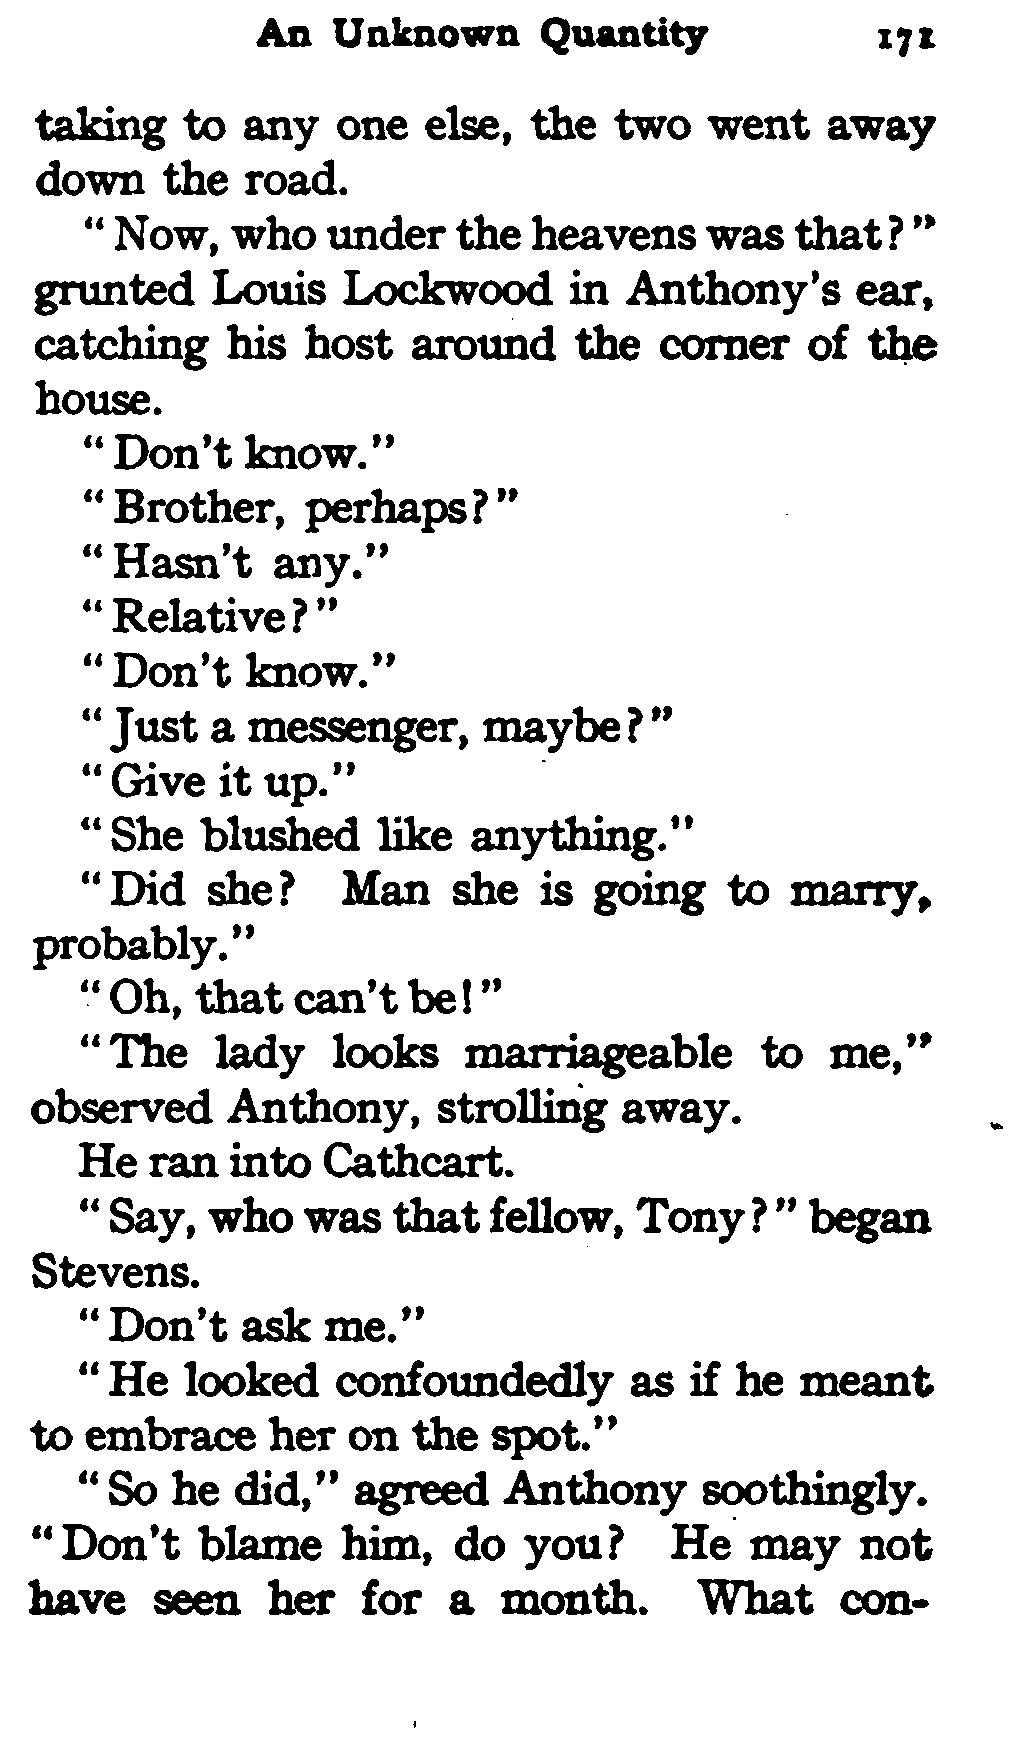 An Unknown Quantity 171
taking to any one else, the two went away
down the road.
"Now, who under the heavens was that?"
grunted Louis Lockwood in Anthony's ear,
catching his host around the corner of the
house.
"Don't know."
"Brother, perhaps?"
"Hasn't any."
"Relative?"
"Don't know."
"Just a messenger, maybe?"
"Give it up."
"She blushed like anything."
"Did she? Man she is going to marry,
probably."
"Oh, that can't be!"
"The lady looks marriageable to me,"
observed Anthony, strolling away.
He ran into Cathcart.
"Say, who was that fellow, Tony?" began
Stevens.
"Don't ask me."
"He looked confoundedly as if he meant
to embrace her on the spot."
"So he did," agreed Anthony soothingly.
"Don't blame him, do you? He may not
have seen her for a month. What con-